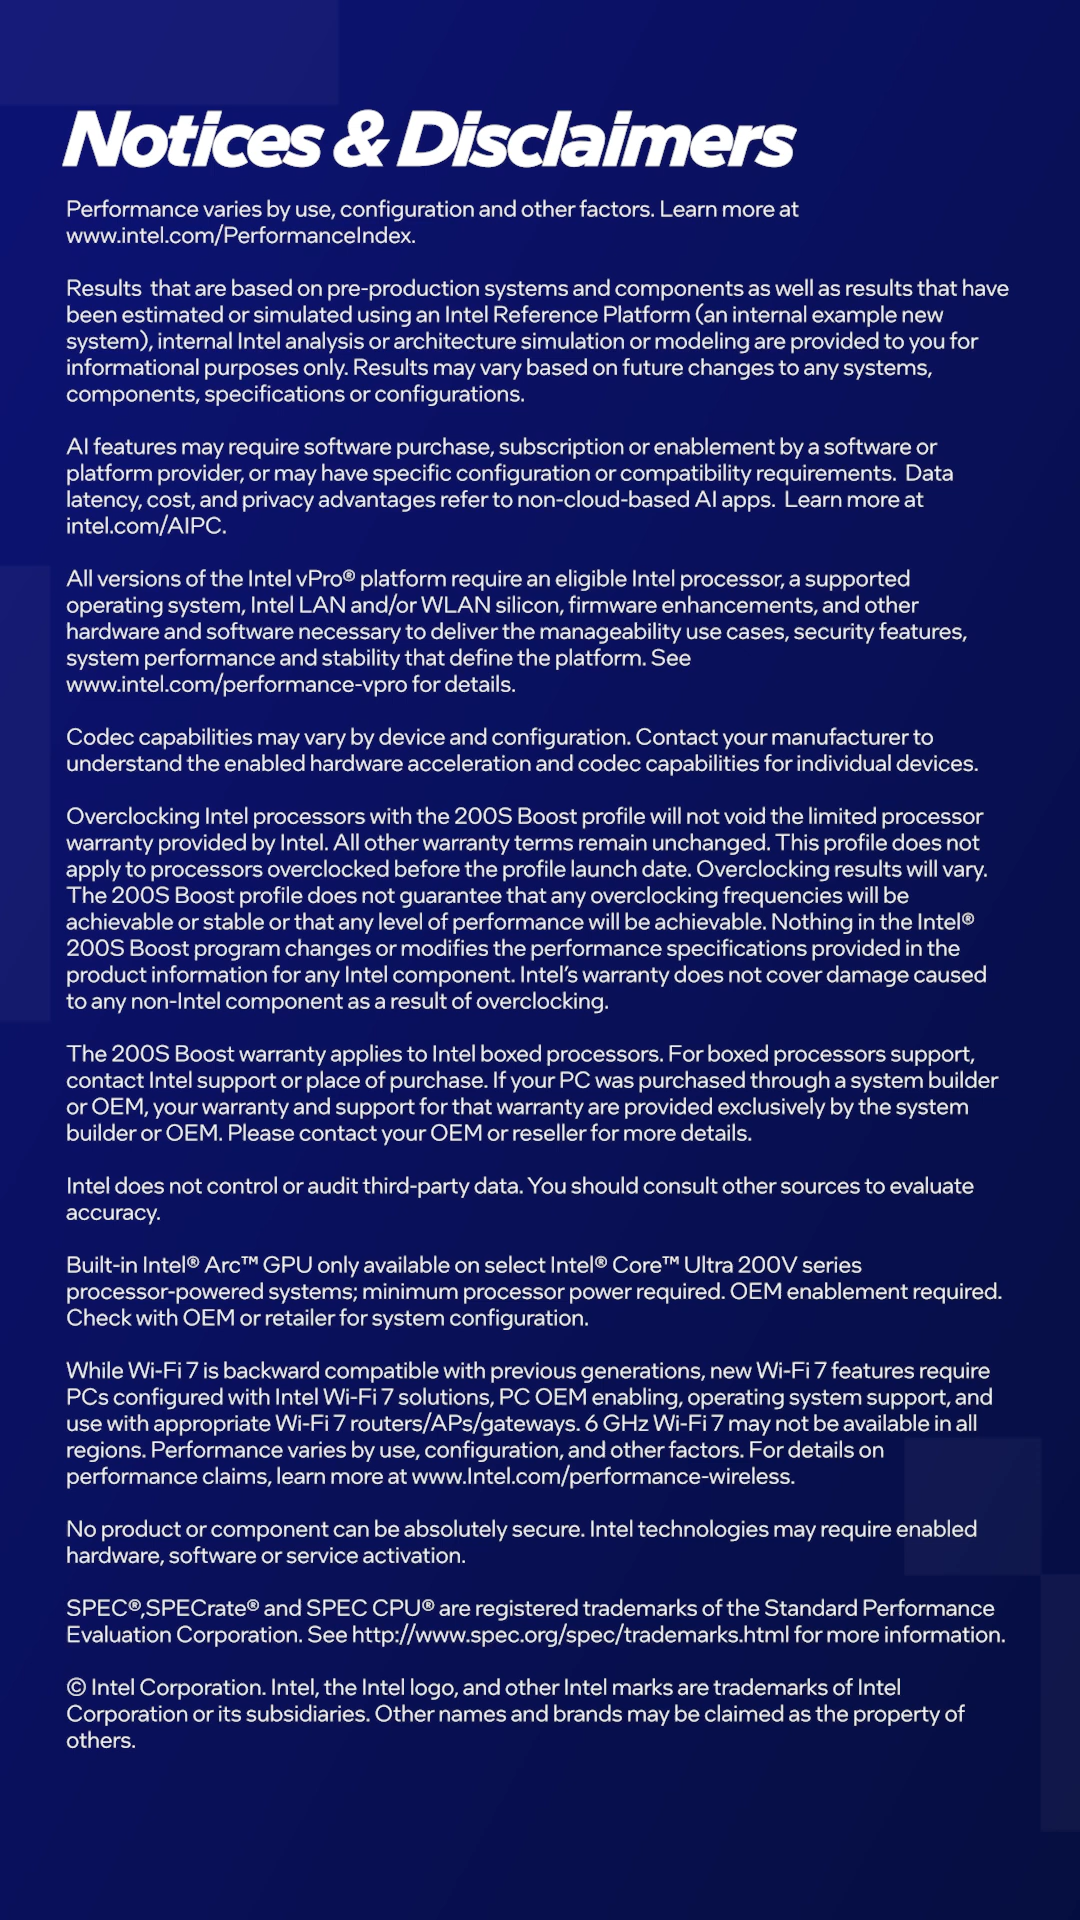 Notices & Disclaimers
Performance varies by use, configuration and other factors. Learn more at
www.intel.com/PerformanceIndex.
Results that are based on pre-production systems and components as well as results that have
been estimated or simulated using an Intel Reference Platform (an internal example new
system), internal Intel analysis or architecture simulation or modeling are provided to you for
informational purposes only. Results may vary based on future changes to any systems,
components, specifications or configurations.
AI features may require software purchase, subscription or enablement by a software or
platform provider, or may have specific configuration or compatibility requirements. Data
latency, cost, and privacy advantages refer to non-cloud-based AI apps. Learn more at
intel.com/AIPC.
All versions of the Intel vPro® platform require an eligible Intel processor, a supported
operating system, Intel LAN and/or WLAN silicon, firmware enhancements, and other
hardware and software necessary to deliver the manageability use cases, security features,
system performance and stability that define the platform. See
www.intel.com/performance-vpro for details.
Codec capabilities may vary by device and configuration. Contact your manufacturer to
understand the enabled hardware acceleration and codec capabilities for individual devices.
Overclocking Intel processors with the 200S Boost profile will not void the limited processor
warranty provided by Intel. All other warranty terms remain unchanged. This profile does not
apply to processors overclocked before the profile launch date. Overclocking results will vary.
The 200S Boost profile does not guarantee that any overclocking frequencies will be
achievable or stable or that any level of performance will be achievable. Nothing in the Intel®
200S Boost program changes or modifies the performance specifications provided in the
product information for any Intel component. Intel's warranty does not cover damage caused
to any non-Intel component as a result of overclocking.
The 200S Boost warranty applies to Intel boxed processors. For boxed processors support,
contact Intel support or place of purchase. If your PC was purchased through a system builder
or OEM, your warranty and support for that warranty are provided exclusively by the system
builder or OEM. Please contact your OEM or reseller for more details.
Intel does not control or audit third-party data. You should consult other sources to evaluate
accuracy.
Built-in Intel® Arc™ GPU only available on select Intel® Core™ Ultra 200V series
processor-powered systems; minimum processor power required. OEM enablement required.
Check with OEM or retailer for system configuration.
While Wi-Fi 7 is backward compatible with previous generations, new Wi-Fi 7 features require
PCs configured with Intel Wi-Fi 7 solutions, PC OEM enabling, operating system support, and
use with appropriate Wi-Fi 7 routers/APs/gateways. 6 GHz Wi-Fi 7 may not be available in all
regions. Performance varies by use, configuration, and other factors. For details on
performance claims, learn more at www.Intel.com/performance-wireless.
No product or component can be absolutely secure. Intel technologies may require enabled
hardware, software or service activation.
SPEC®,SPECrate® and SPEC CPU® are registered trademarks of the Standard Performance
Evaluation Corporation. See http://www.spec.org/spec/trademarks.html for more information.
© Intel Corporation. Intel, the Intel logo, and other Intel marks are trademarks of Intel
Corporation or its subsidiaries. Other names and brands may be claimed as the property of
others.